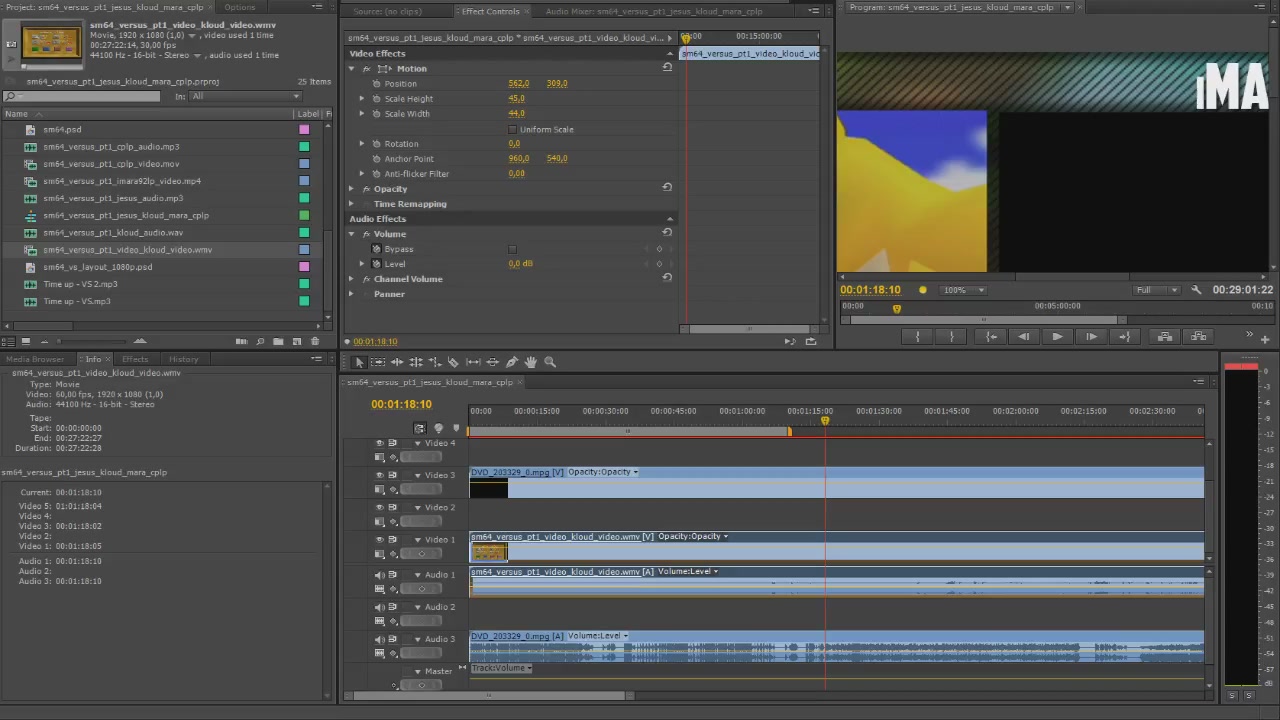 Project: sm64_versus_pt1_jesus_kloud_mara_cplp
Options
sm64_versus_pt1_video_kloud_video.wmv
Movie, 1920 x 1080 (1,0)
, video used 1 time
00:27:22:14, 30,00 fps
44100 Hz - 16-bit - Stereo
, audio used 1 time
sm64_versus_pt1_jesus_kloud_mara_cplp.prproj
25 Items
In:
All
Name
Label
sm64.psd
sm64_versus_pt1_cplp_audio.mp3
sm64_versus_pt1_cplp_video.mov
sm64_versus_pt1_imara92lp_video.mp4
sm64_versus_pt1_jesus_audio.mp3
sm64_versus_pt1_jesus_kloud_mara_cplp
sm64_versus_pt1_kloud_audio.wav
sm64_versus_pt1_video_kloud_video.wmv
sm64_vs_layout_1080p.psd
Time up - VS 2.mp3
Time up - VS.mp3
Source: (no clips)
Effect Controls
Audio Mixer: sm64_versus_pt1_jesus_kloud_mara_cplp
sm64_versus_pt1_jesus_kloud_mara_cplp * sm64_versus_pt1_video_kloud_vi...
00:00
00:15:00:00
Video Effects
sm64_versus_pt1_video_kloud_vid
Motion
Position
562,0
309,0
Scale Height
45,0
Scale Width
44,0
Uniform Scale
Rotation
0,0
Anchor Point
960,0
540,0
Anti-flicker Filter
0,00
Opacity
Time Remapping
Audio Effects
Volume
Bypass
Level
0,0 dB
Channel Volume
Panner
00:01:18:10
Program: sm64_versus_pt1_jesus_kloud_mara_cplp
iMA
00:01:18:10
100%
Full
00:29:01:22
00:00
00:05:00:00
00:10
Media Browser
Info
Effects
History
sm64_versus_pt1_video_kloud_video.wmv
Type: Movie
Video: 60,00 fps, 1920 x 1080 (1,0)
Audio: 44100 Hz - 16-bit - Stereo
Tape:
Start: 00:00:00:00
End: 00:27:22:27
Duration: 00:27:22:28
sm64_versus_pt1_jesus_kloud_mara_cplp
Current: 00:01:18:10
Video 5: 01:01:18:04
Video 4:
Video 3: 00:01:18:02
Video 2:
Video 1: 00:01:18:05
Audio 1: 00:01:18:10
Audio 2:
Audio 3: 00:01:18:10
sm64_versus_pt1_jesus_kloud_mara_cplp
00:01:18:10
00:00
00:00:15:00
00:00:30:00
00:00:45:00
00:01:00:00
00:01:15:00
00:01:30:00
00:01:45:00
00:02:00:00
00:02:15:00
00:02:30:00
Video 4
Video 3
DVD_203329_0.mpg [V] Opacity:Opacity
Video 2
Video 1
sm64_versus_pt1_video_kloud_video.wmv [V] Opacity:Opacity
Audio 1
sm64_versus_pt1_video_kloud_video.wmv [A] Volume:Level
Audio 2
Audio 3
DVD_203329_0.mpg [A] Volume:Level
Master
Track:Volume
0
-3
-6
-9
-12
-15
-18
-21
-24
-27
-30
-33
-36
-39
-42
-45
-48
-51
-54
-57
dB
S
S